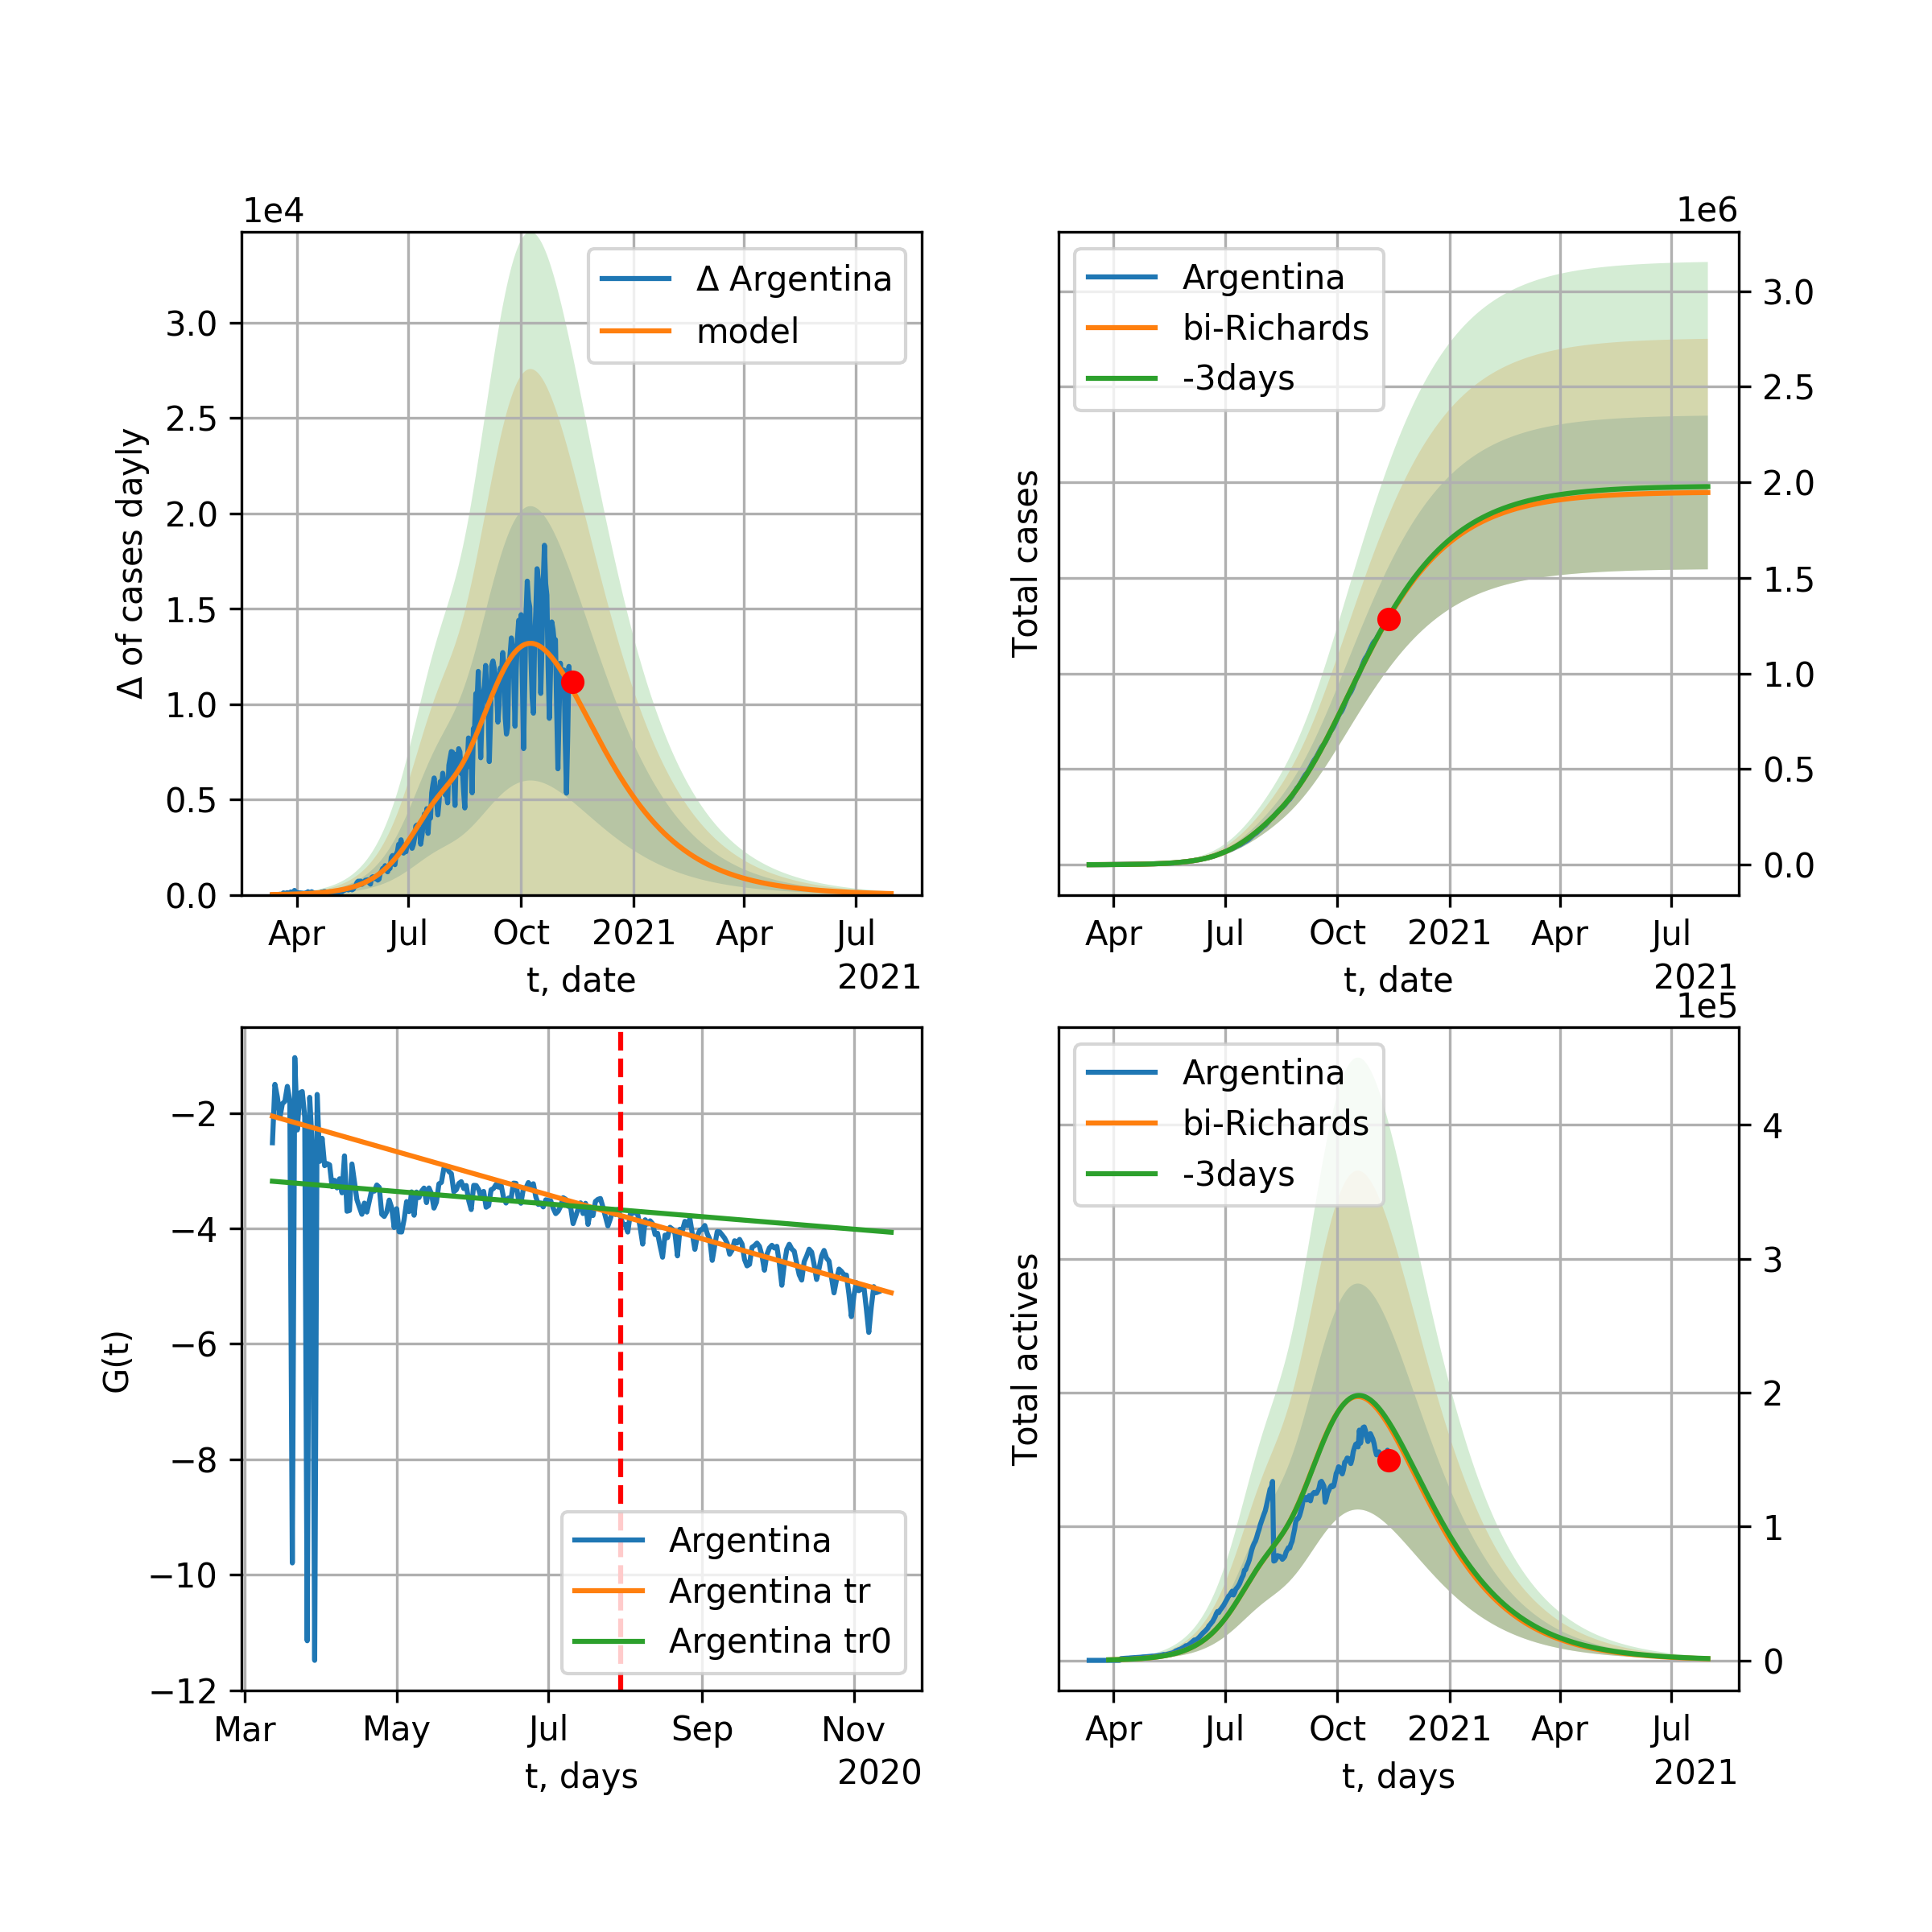 1e4
Δ of cases dayly
3.0
2.5
2.0
1.5
1.0
0.5
0.0
Δ Argentina
model
Apr Jul Oct 2021 Apr Jul
t, date
2021
1e6
Total cases
Argentina
bi-Richards
-3days
3.0
2.5
2.0
1.5
1.0
0.5
0.0
Apr Jul Oct 2021 Apr Jul
t, date
2021
G(t)
−2
−4
−6
−8
−10
−12
Argentina
Argentina tr
Argentina tr0
Mar May Jul Sep Nov
t, days
2020
1e5
Total actives
Argentina
bi-Richards
-3days
4
3
2
1
0
Apr Jul Oct 2021 Apr Jul
t, days
2021